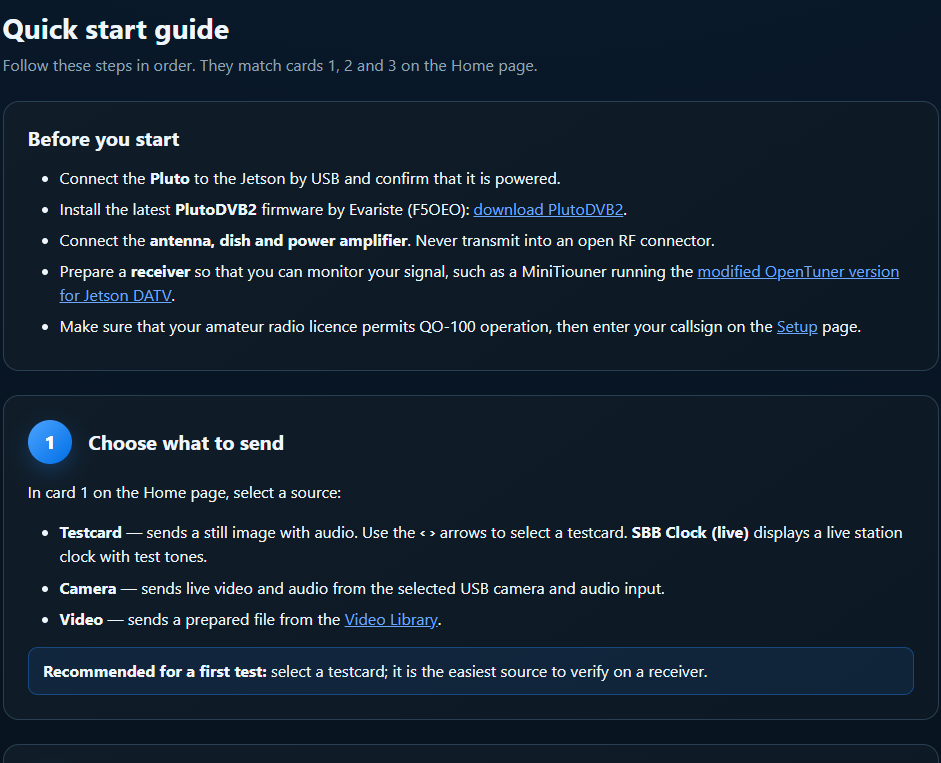 Quick start guide
Follow these steps in order. They match cards 1, 2 and 3 on the Home page.
Before you start
• Connect the Pluto to the Jetson by USB and confirm that it is powered.
• Install the latest PlutoDVB2 firmware by Evariste (F5OEO): download PlutoDVB2.
• Connect the antenna, dish and power amplifier. Never transmit into an open RF connector.
• Prepare a receiver so that you can monitor your signal, such as a MiniTiouner running the modified OpenTuner version
for Jetson DATV.
• Make sure that your amateur radio licence permits QO-100 operation, then enter your callsign on the Setup page.
1 Choose what to send
In card 1 on the Home page, select a source:
• Testcard — sends a still image with audio. Use the ‹ › arrows to select a testcard. SBB Clock (live) displays a live station
clock with test tones.
• Camera — sends live video and audio from the selected USB camera and audio input.
• Video — sends a prepared file from the Video Library.
Recommended for a first test: select a testcard; it is the easiest source to verify on a receiver.